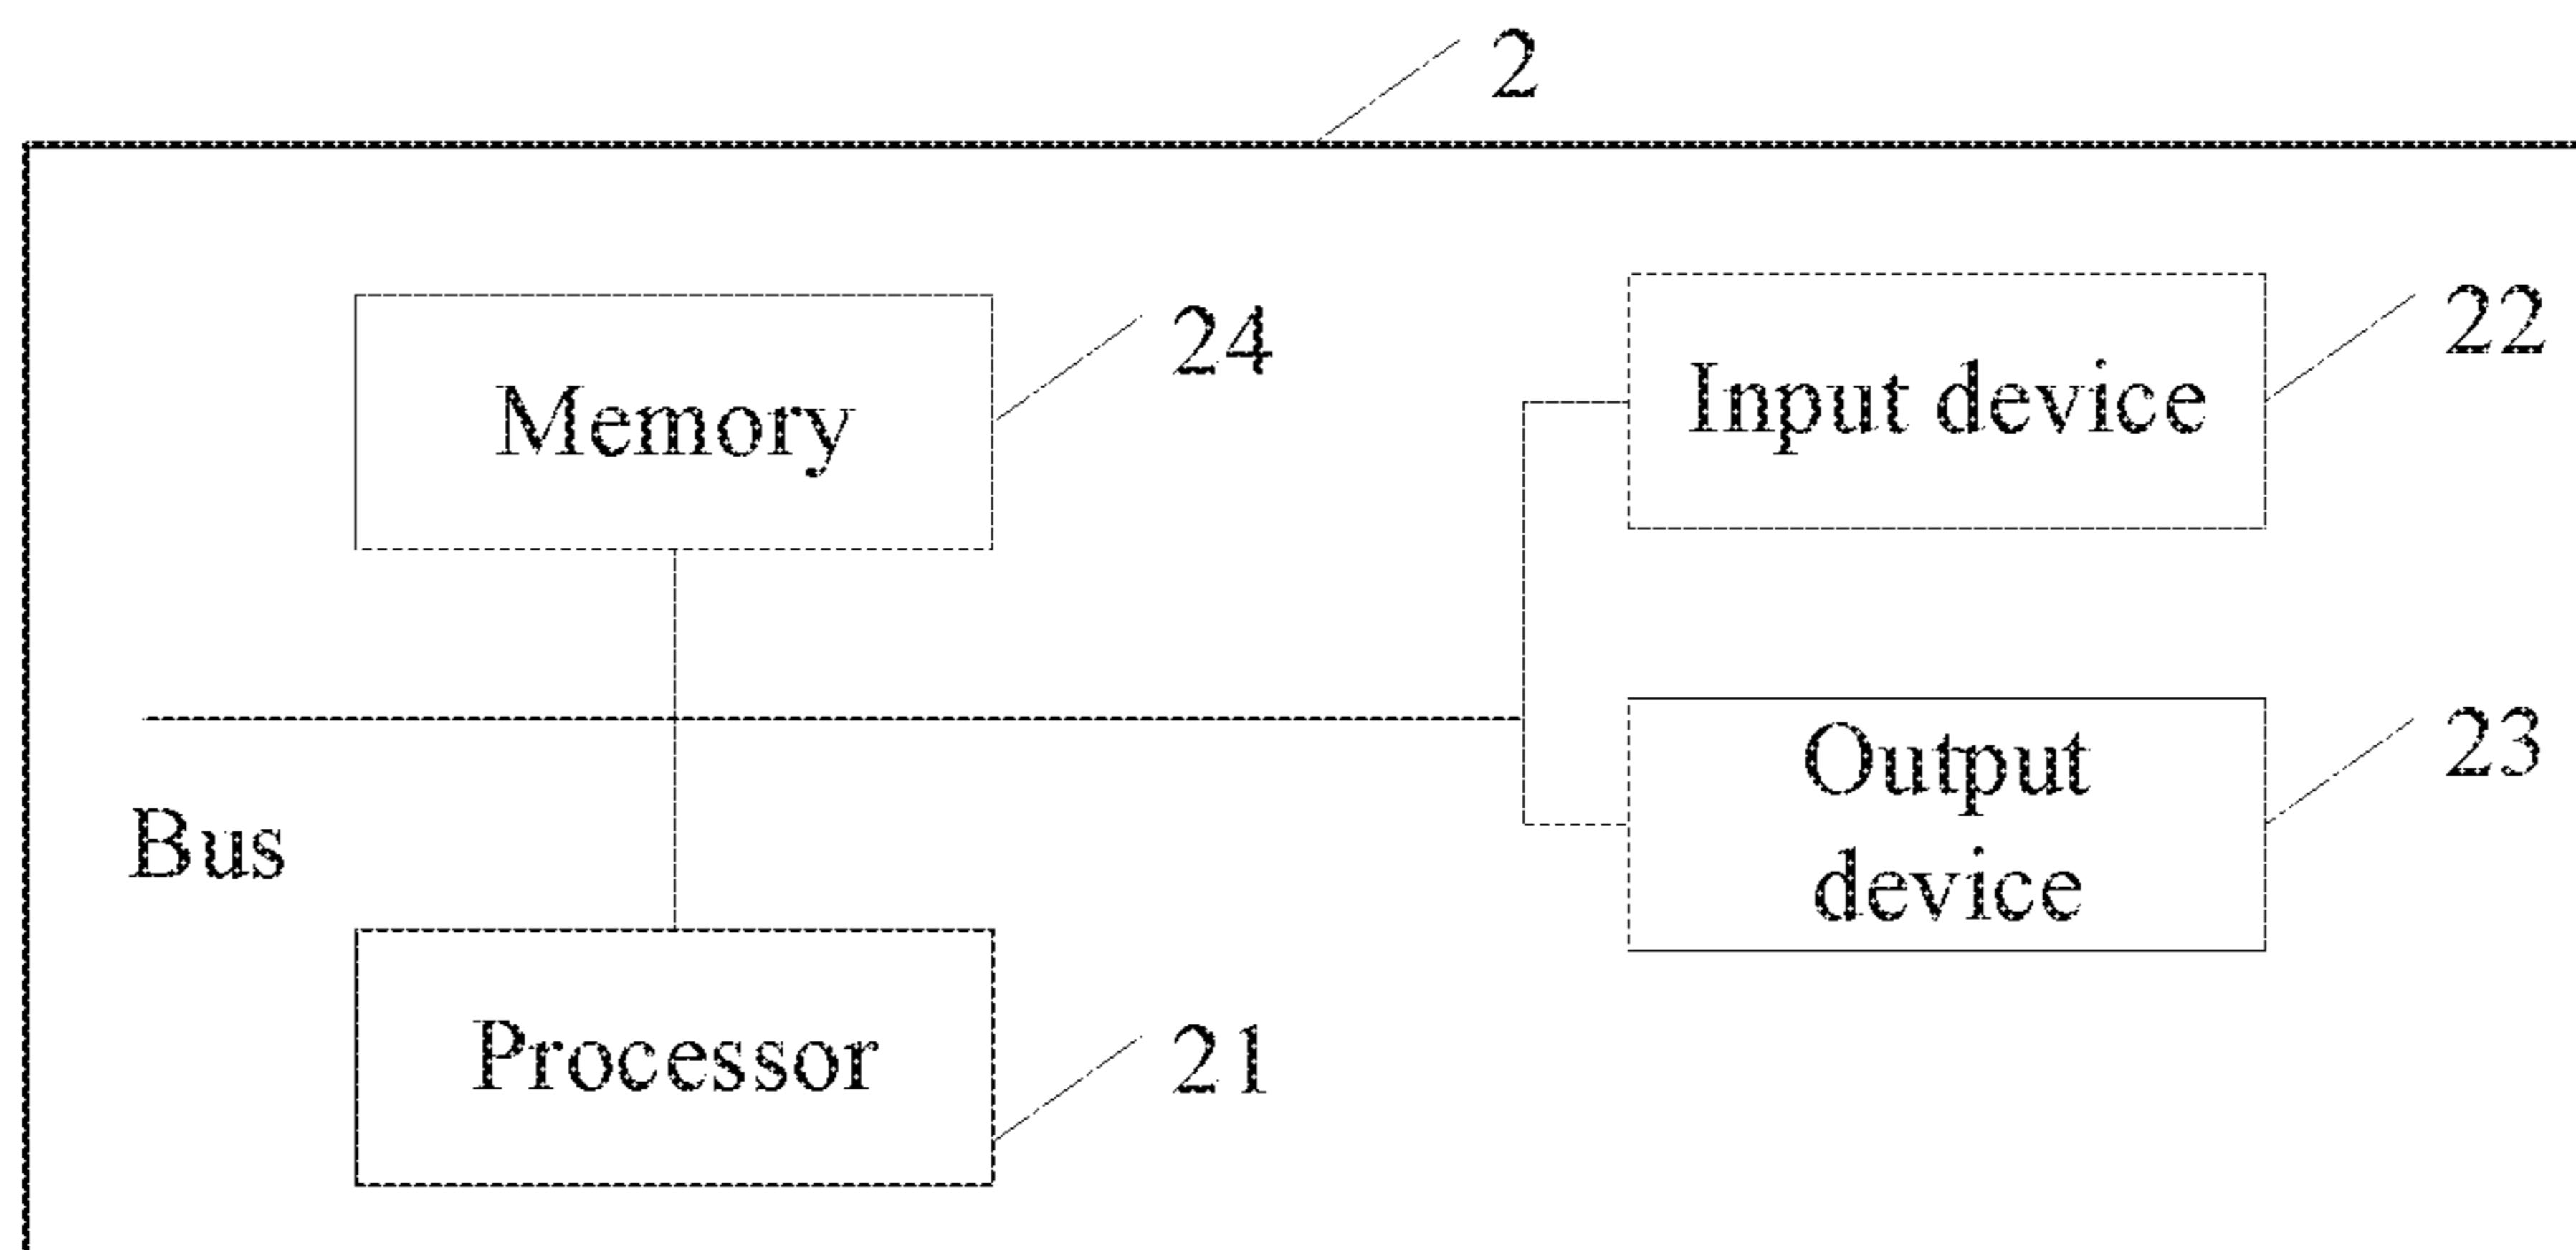 2
24
Memory
22
Input device
23
Output
device
Bus
21
Processor